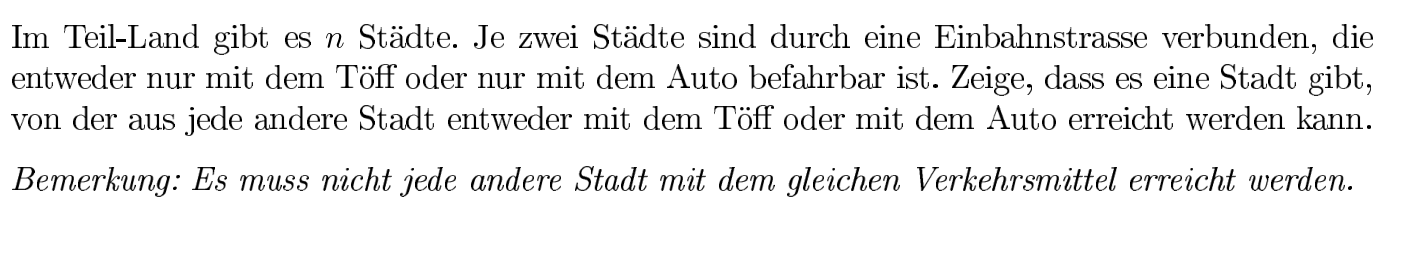 Im Teil-Land gibt es n Städte. Je zwei Städte sind durch eine Einbahnstrasse verbunden, die
entweder nur mit dem Töff oder nur mit dem Auto befahrbar ist. Zeige, dass es eine Stadt gibt,
von der aus jede andere Stadt entweder mit dem Töff oder mit dem Auto erreicht werden kann.
Bemerkung: Es muss nicht jede andere Stadt mit dem gleichen Verkehrsmittel erreicht werden.